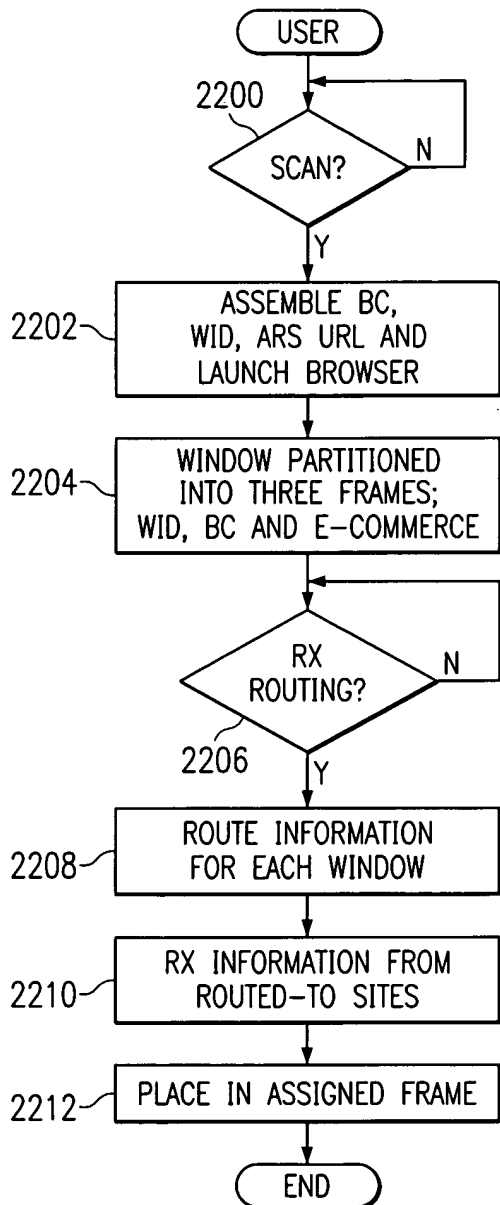 USER
2200
SCAN?
N
Y
2202
ASSEMBLE BC,
WID, ARS URL AND
LAUNCH BROWSER
2204
WINDOW PARTITIONED
INTO THREE FRAMES;
WID, BC AND E-COMMERCE
RX
ROUTING?
N
2206
Y
2208
ROUTE INFORMATION
FOR EACH WINDOW
2210
RX INFORMATION FROM
ROUTED-TO SITES
2212
PLACE IN ASSIGNED FRAME
END